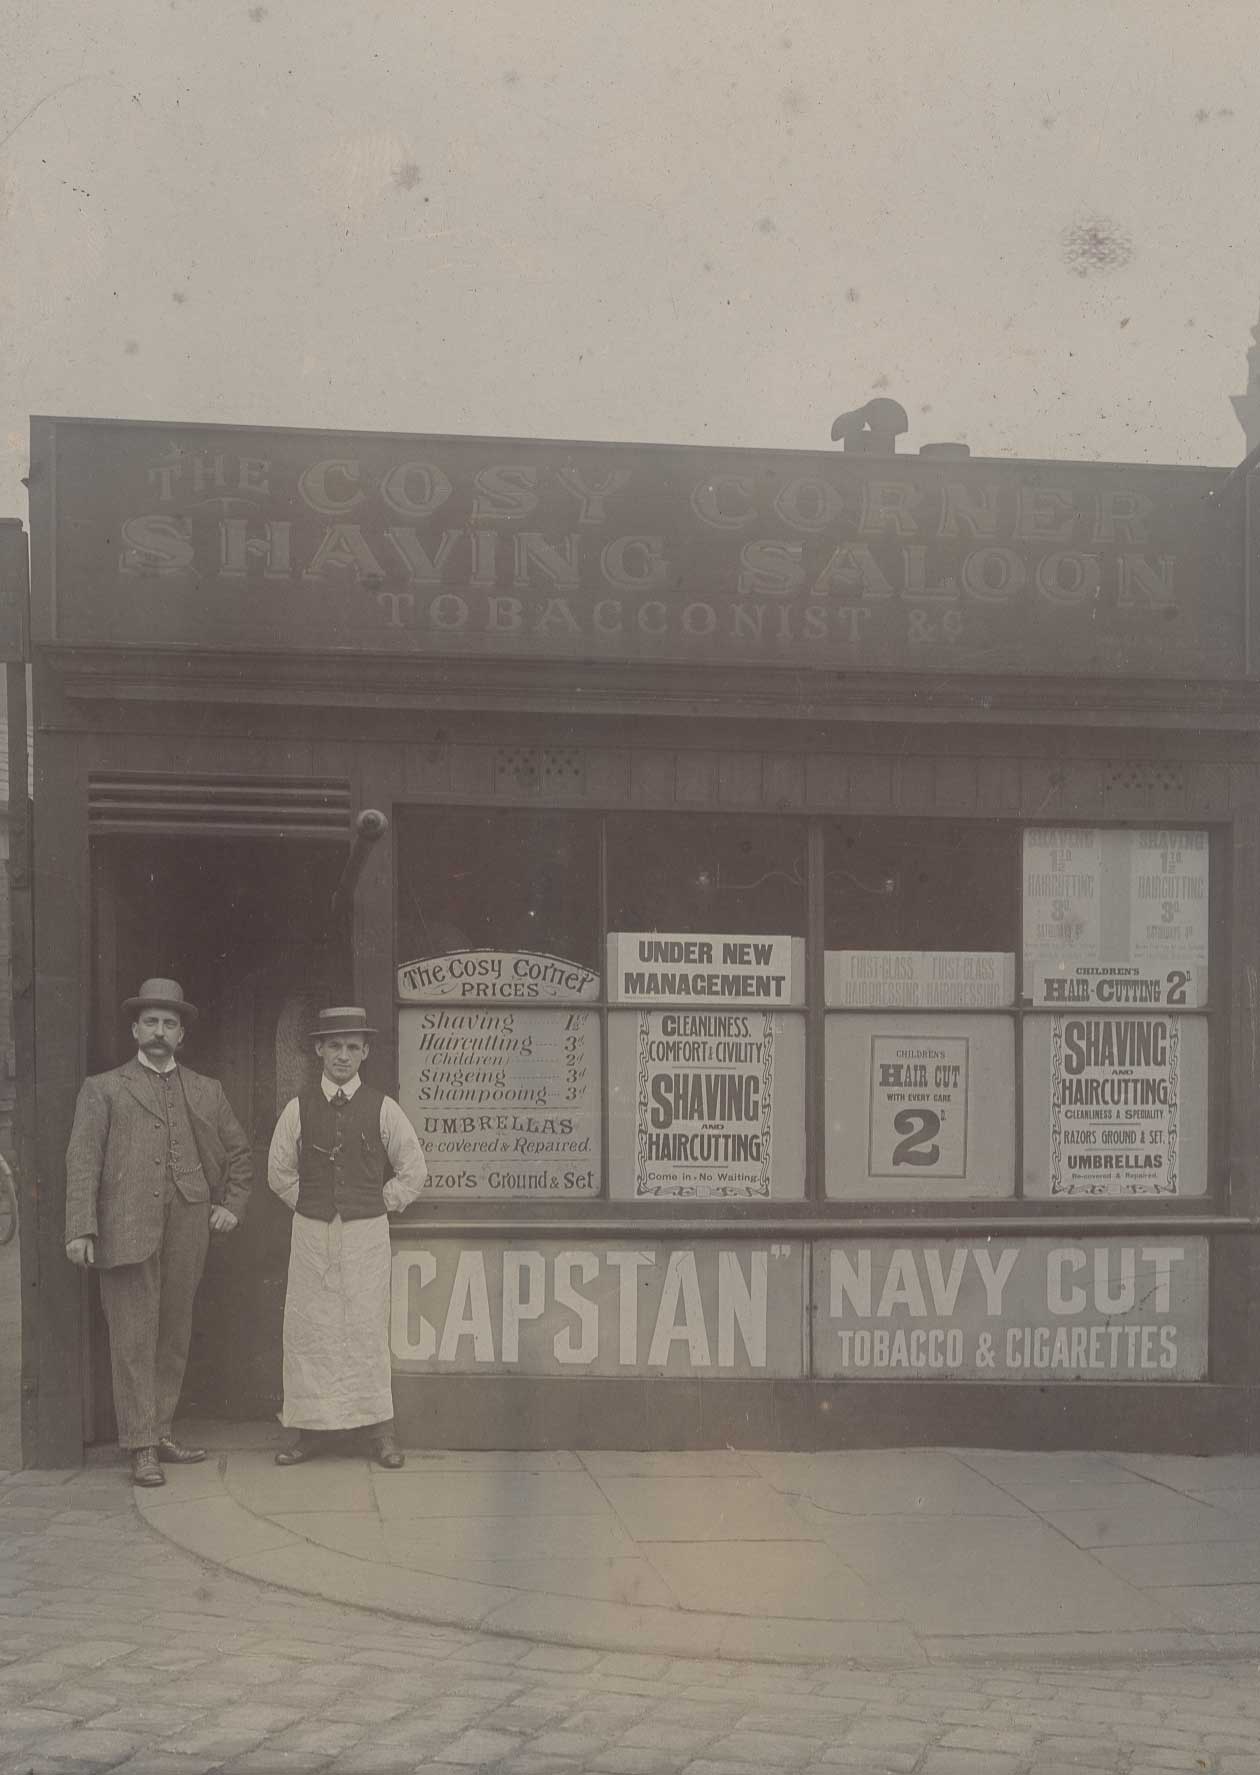 THE COSY CORNER
SHAVING SALOON
TOBACCONIST &c
The Cosy Corner
PRICES
Shaving 1½d
Haircutting 3d
(Children) 2d
Singeing 3d
Shampooing 3d
UMBRELLAS
Re-covered & Repaired.
Razor's Ground & Set
UNDER NEW
MANAGEMENT
CLEANLINESS.
COMFORT & CIVILITY
SHAVING
AND
HAIRCUTTING
Come in. No Waiting.
FIRST-CLASS FIRST-CLASS
HAIRDRESSING HAIRDRESSING
CHILDREN'S
HAIR CUT
WITH EVERY CARE
2D.
SHAVING
1½D
HAIRCUTTING
3D.
SATURDAYS
SHAVING
1½D
HAIRCUTTING
3D.
SATURDAYS
CHILDREN'S
HAIR-CUTTING 2D
SHAVING
AND
HAIRCUTTING
CLEANLINESS A SPECIALITY
RAZORS GROUND & SET.
UMBRELLAS
Re-covered & Repaired.
"CAPSTAN"
NAVY CUT
TOBACCO & CIGARETTES